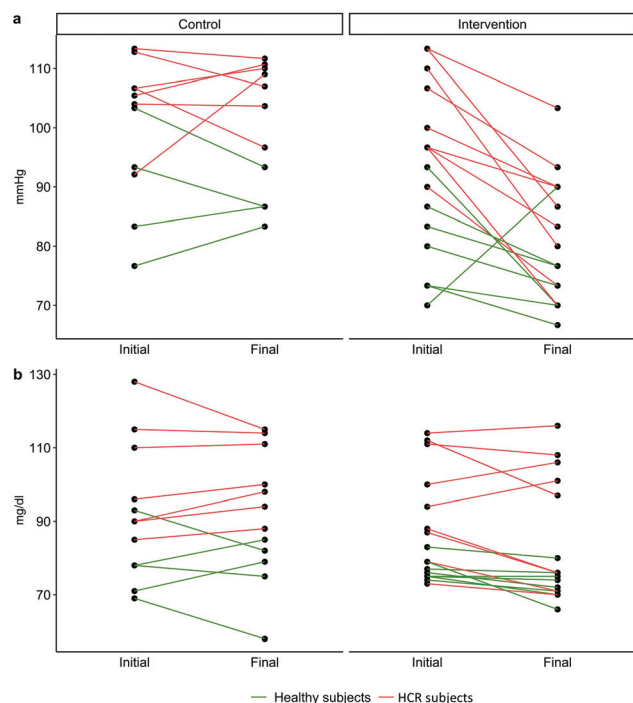 a
Control Intervention
110
100
90
80
70
mmHg
Initial Final Initial Final
b
130
110
90
70
mg/dl
Initial Final Initial Final
Healthy subjects HCR subjects